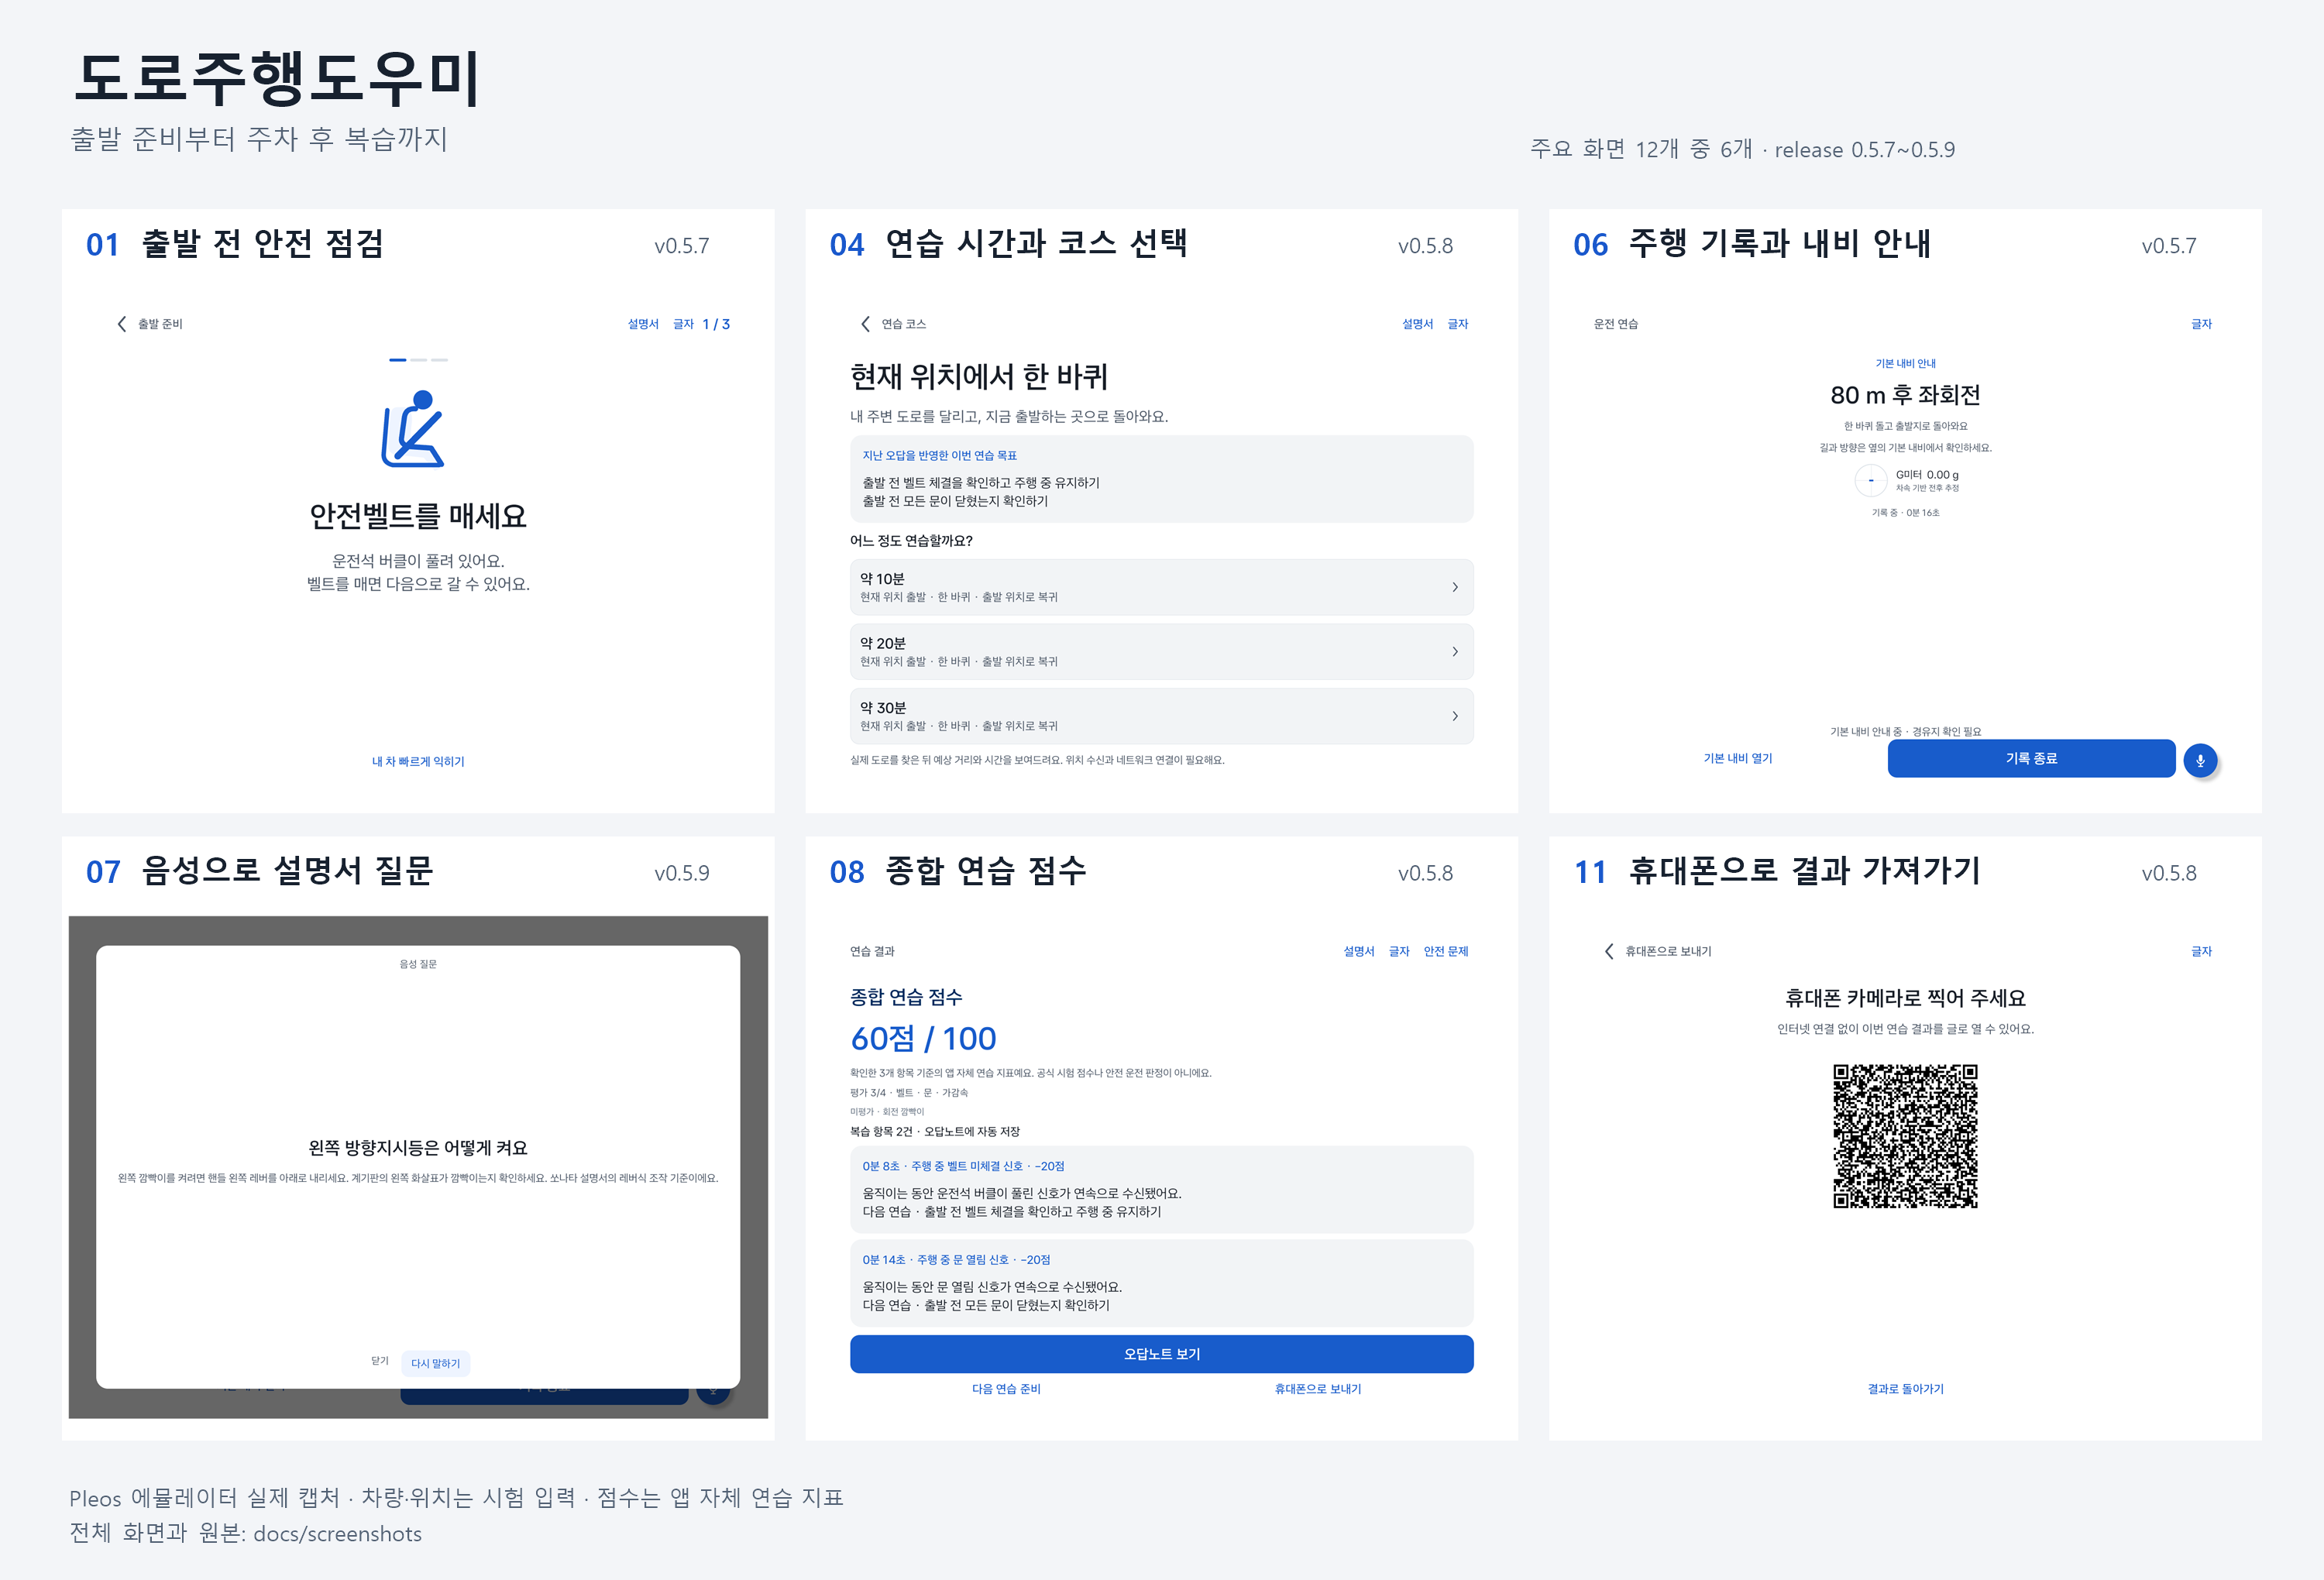 도로주행도우미
출발 준비부터 주차 후 복습까지
주요 화면 12개 중 6개 · release 0.5.7~0.5.9
01 출발 전 안전 점검 v0.5.7
출발 준비
설명서 글자 1 / 3
안전벨트를 매세요
운전석 버클이 풀려 있어요.
벨트를 매면 다음으로 갈 수 있어요.
내 차 빠르게 익히기
04 연습 시간과 코스 선택 v0.5.8
연습 코스
설명서 글자
현재 위치에서 한 바퀴
내 주변 도로를 달리고, 지금 출발하는 곳으로 돌아와요.
지난 오답을 반영한 이번 연습 목표
출발 전 벨트 체결을 확인하고 주행 중 유지하기
출발 전 모든 문이 닫혔는지 확인하기
어느 정도 연습할까요?
약 10분
현재 위치 출발 · 한 바퀴 · 출발 위치로 복귀
약 20분
현재 위치 출발 · 한 바퀴 · 출발 위치로 복귀
약 30분
현재 위치 출발 · 한 바퀴 · 출발 위치로 복귀
실제 도로를 찾은 뒤 예상 거리와 시간을 보여드려요. 위치 수신과 네트워크 연결이 필요해요.
06 주행 기록과 내비 안내 v0.5.7
운전 연습
글자
기본 내비 안내
80 m 후 좌회전
한 바퀴 돌고 출발지로 돌아와요
길과 방향은 옆의 기본 내비에서 확인하세요.
G미터 0.00 g
차속 기반 전후 추정
기록 중 · 0분 16초
기본 내비 안내 중 · 경유지 확인 필요
기본 내비 열기
기록 종료
07 음성으로 설명서 질문 v0.5.9
음성 질문
왼쪽 방향지시등은 어떻게 켜요
왼쪽 깜빡이를 켜려면 핸들 왼쪽 레버를 아래로 내리세요. 계기판의 왼쪽 화살표가 깜빡이는지 확인하세요. 쏘나타 설명서의 레버식 조작 기준이에요.
닫기
다시 말하기
08 종합 연습 점수 v0.5.8
연습 결과
설명서 글자 안전 문제
종합 연습 점수
60점 / 100
확인한 3개 항목 기준의 앱 자체 연습 지표예요. 공식 시험 점수나 안전 운전 판정이 아니에요.
평가 3/4 · 벨트 · 문 · 가감속
미평가 · 회전 깜빡이
복습 항목 2건 · 오답노트에 자동 저장
0분 8초 · 주행 중 벨트 미체결 신호 · −20점
움직이는 동안 운전석 버클이 풀린 신호가 연속으로 수신됐어요.
다음 연습 · 출발 전 벨트 체결을 확인하고 주행 중 유지하기
0분 14초 · 주행 중 문 열림 신호 · −20점
움직이는 동안 문 열림 신호가 연속으로 수신됐어요.
다음 연습 · 출발 전 모든 문이 닫혔는지 확인하기
오답노트 보기
다음 연습 준비
휴대폰으로 보내기
11 휴대폰으로 결과 가져가기 v0.5.8
휴대폰으로 보내기
글자
휴대폰 카메라로 찍어 주세요
인터넷 연결 없이 이번 연습 결과를 글로 열 수 있어요.
결과로 돌아가기
Pleos 에뮬레이터 실제 캡처 · 차량·위치는 시험 입력 · 점수는 앱 자체 연습 지표
전체 화면과 원본: docs/screenshots